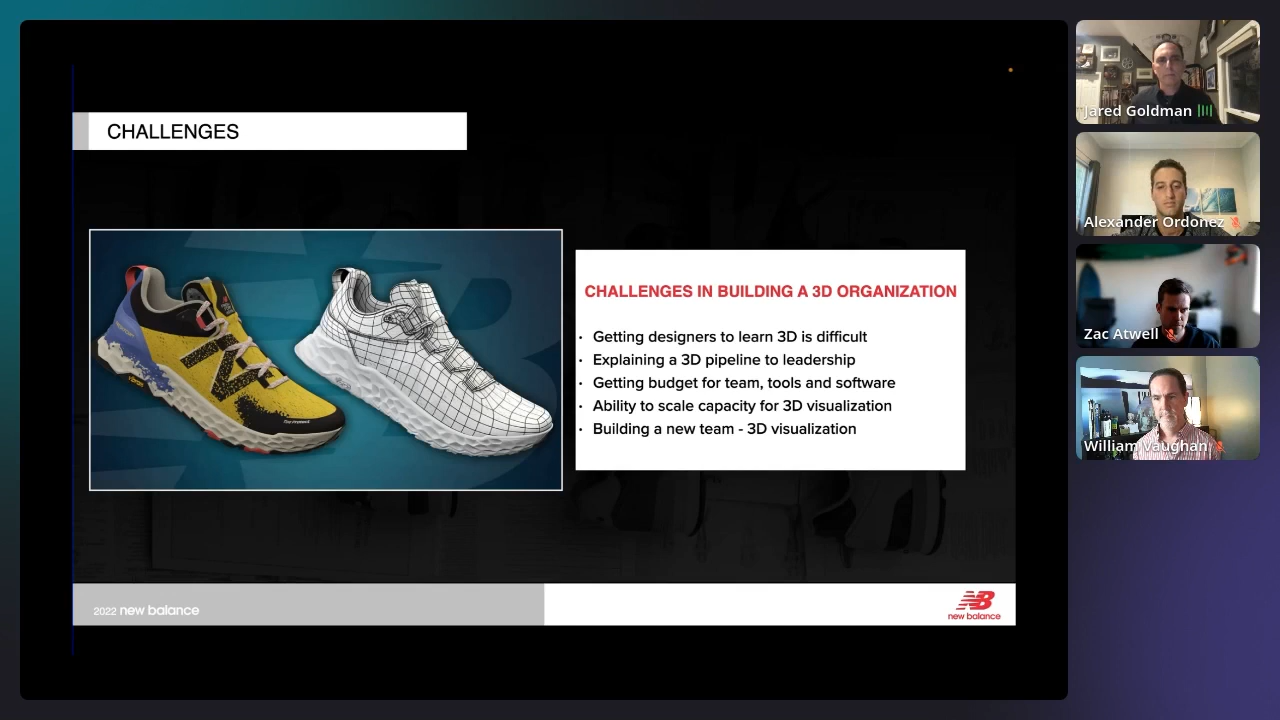 CHALLENGES
CHALLENGES IN BUILDING A 3D ORGANIZATION
· Getting designers to learn 3D is difficult
· Explaining a 3D pipeline to leadership
· Getting budget for team, tools and software
· Ability to scale capacity for 3D visualization
· Building a new team - 3D visualization
2022 new balance
NB
new balance
Jared Goldman
Alexander Ordonez
Zac Atwell
William Vaughan